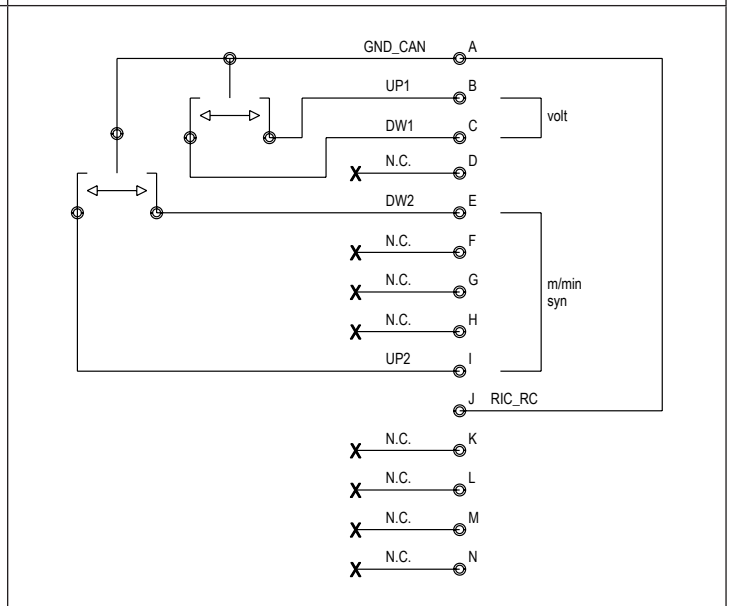 GND_CAN A
UP1 B
volt
DW1 C
N.C. D
X
DW2 E
N.C. F
X
N.C. G
X
m/min
syn
N.C. H
X
UP2 I
J RIC_RC
N.C. K
X
N.C. L
X
N.C. M
X
N.C. N
X